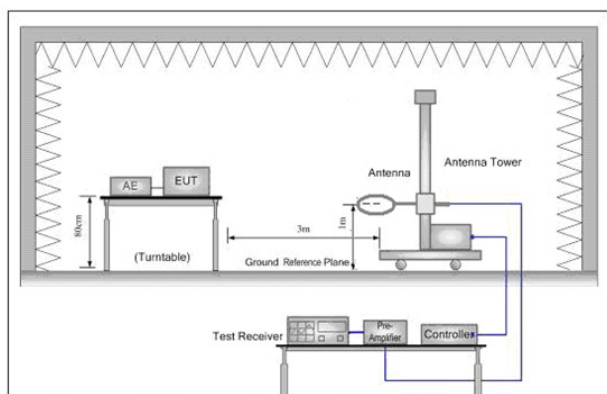 AE
EUT
80cm
(Turntable)
3m
Antenna
Antenna Tower
1m
Ground Reference Plane
Test Receiver
Pre-
Amplifier
Controller